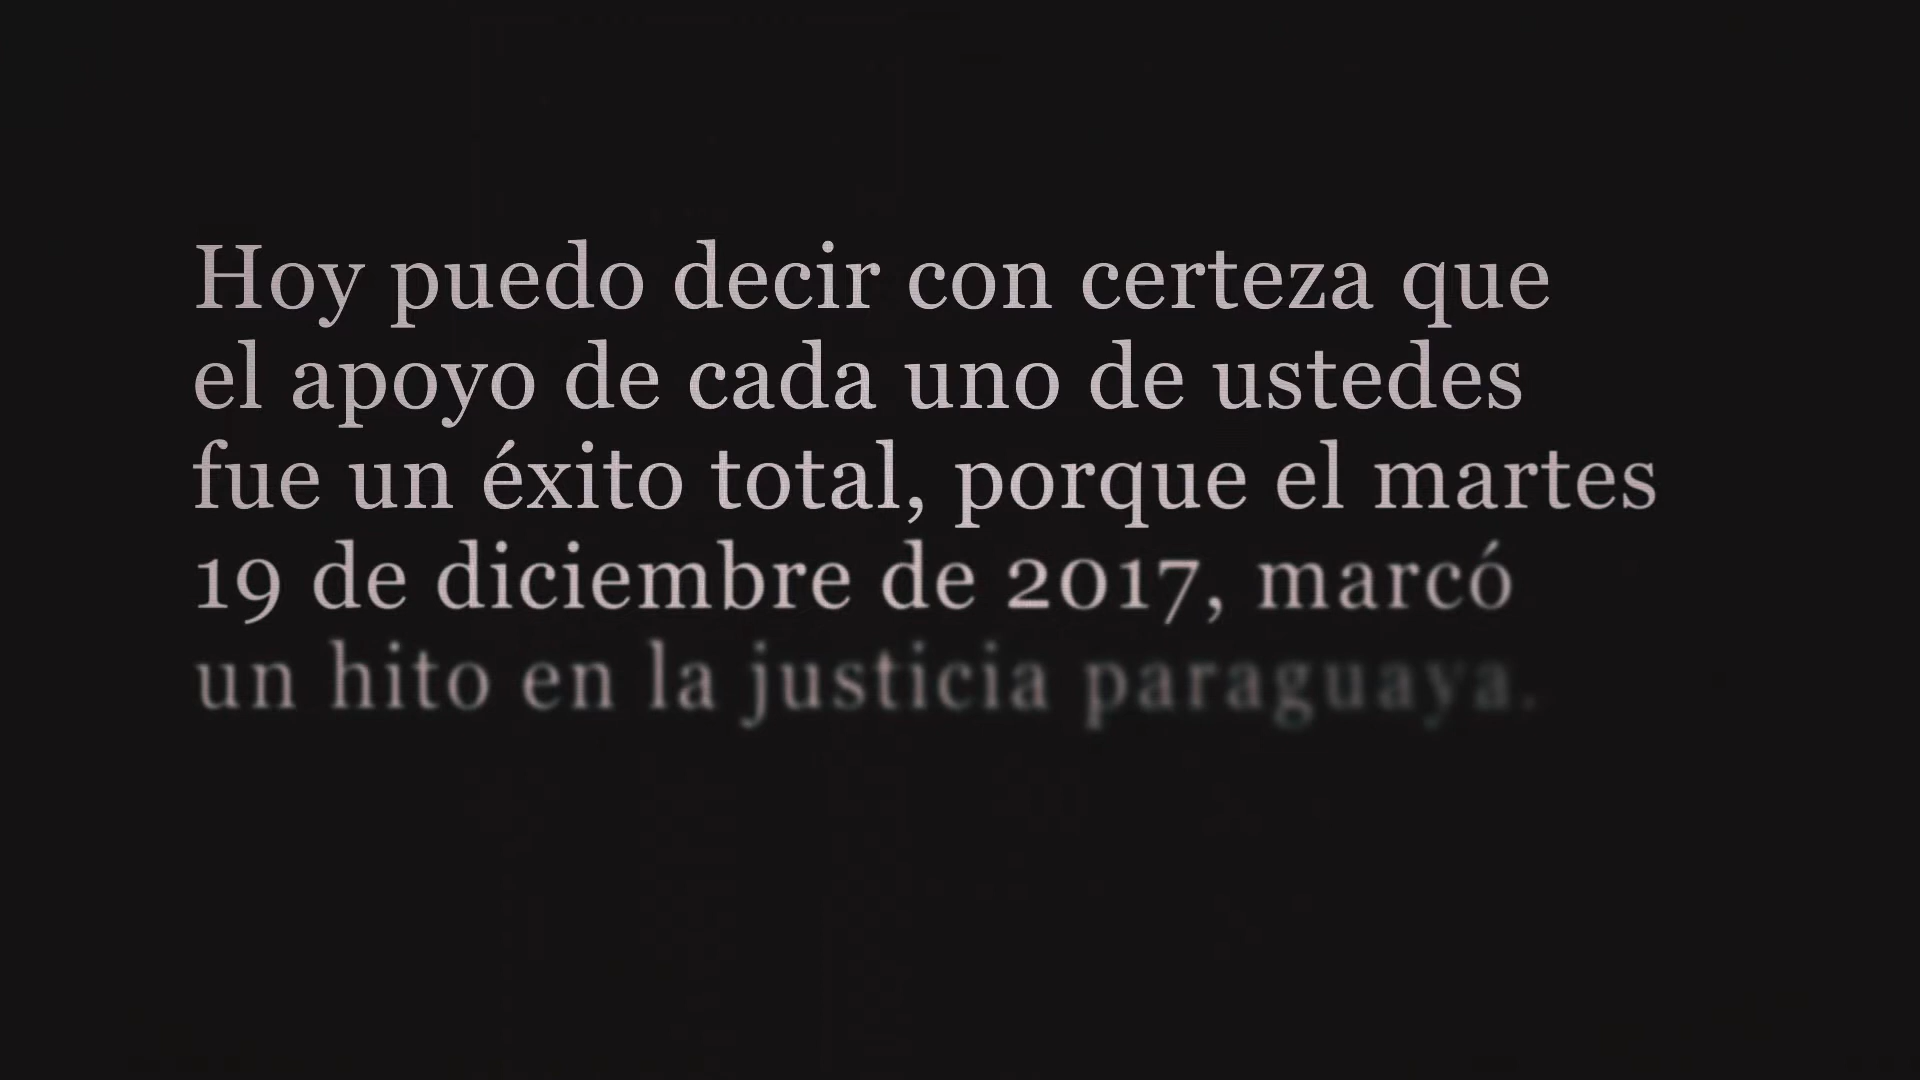 Hoy puedo decir con certeza que
el apoyo de cada uno de ustedes
fue un éxito total, porque el martes
19 de diciembre de 2017, marcó
un hito en la justicia paraguaya.